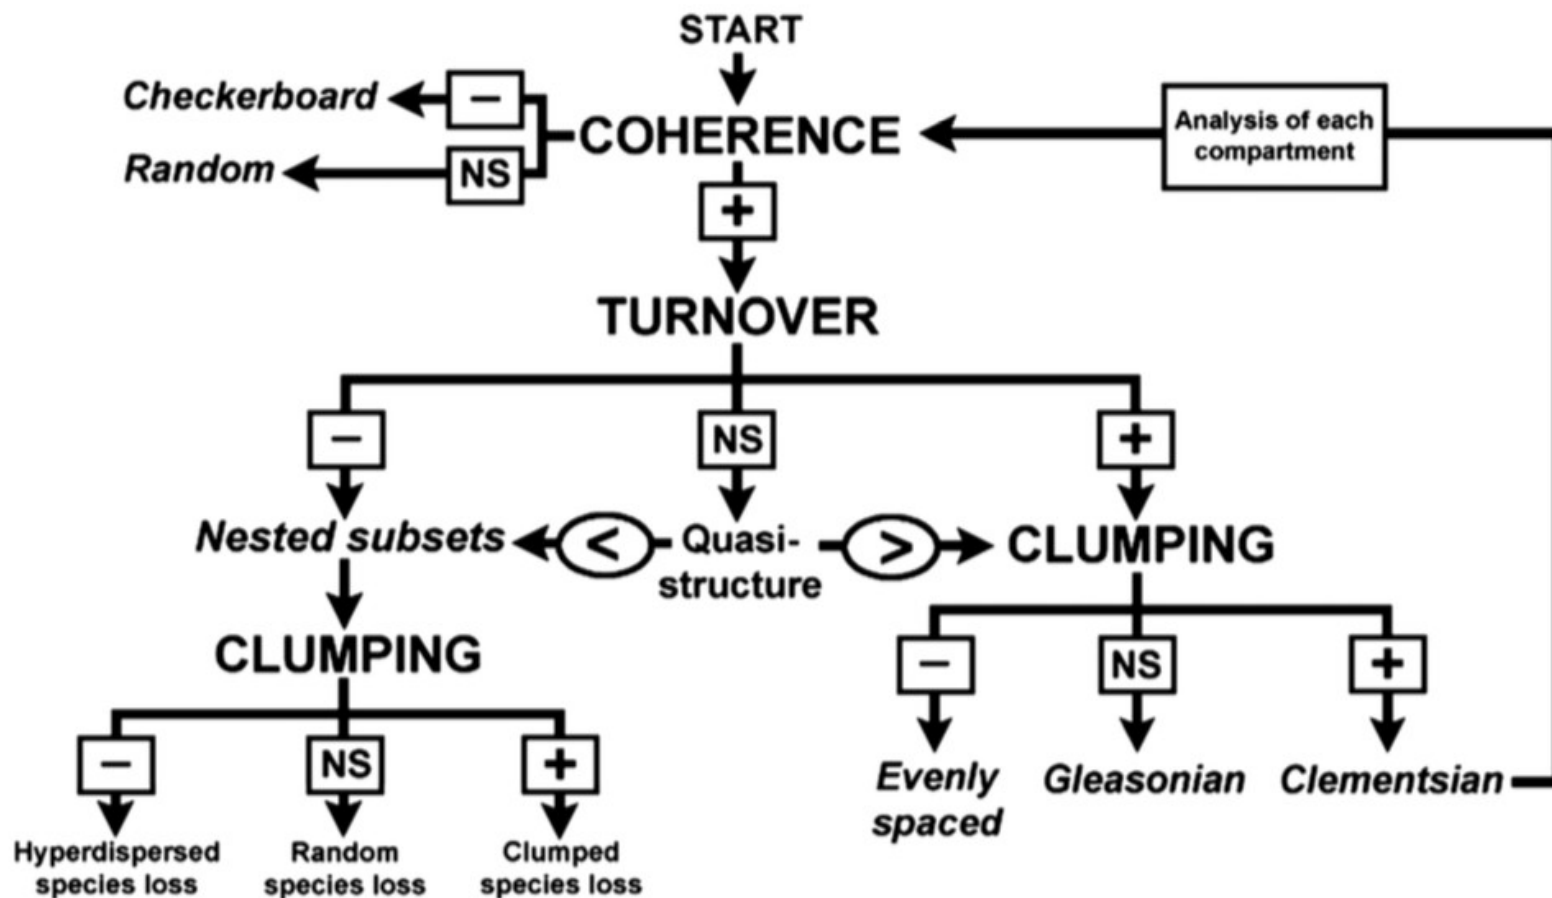 START
Checkerboard
−
COHERENCE
Analysis of each
compartment
Random
NS
+
TURNOVER
−
NS
+
Nested subsets
<
Quasi-
structure
>
CLUMPING
CLUMPING
−
NS
+
−
NS
+
Evenly
spaced
Gleasonian
Clementsian
Hyperdispersed
species loss
Random
species loss
Clumped
species loss